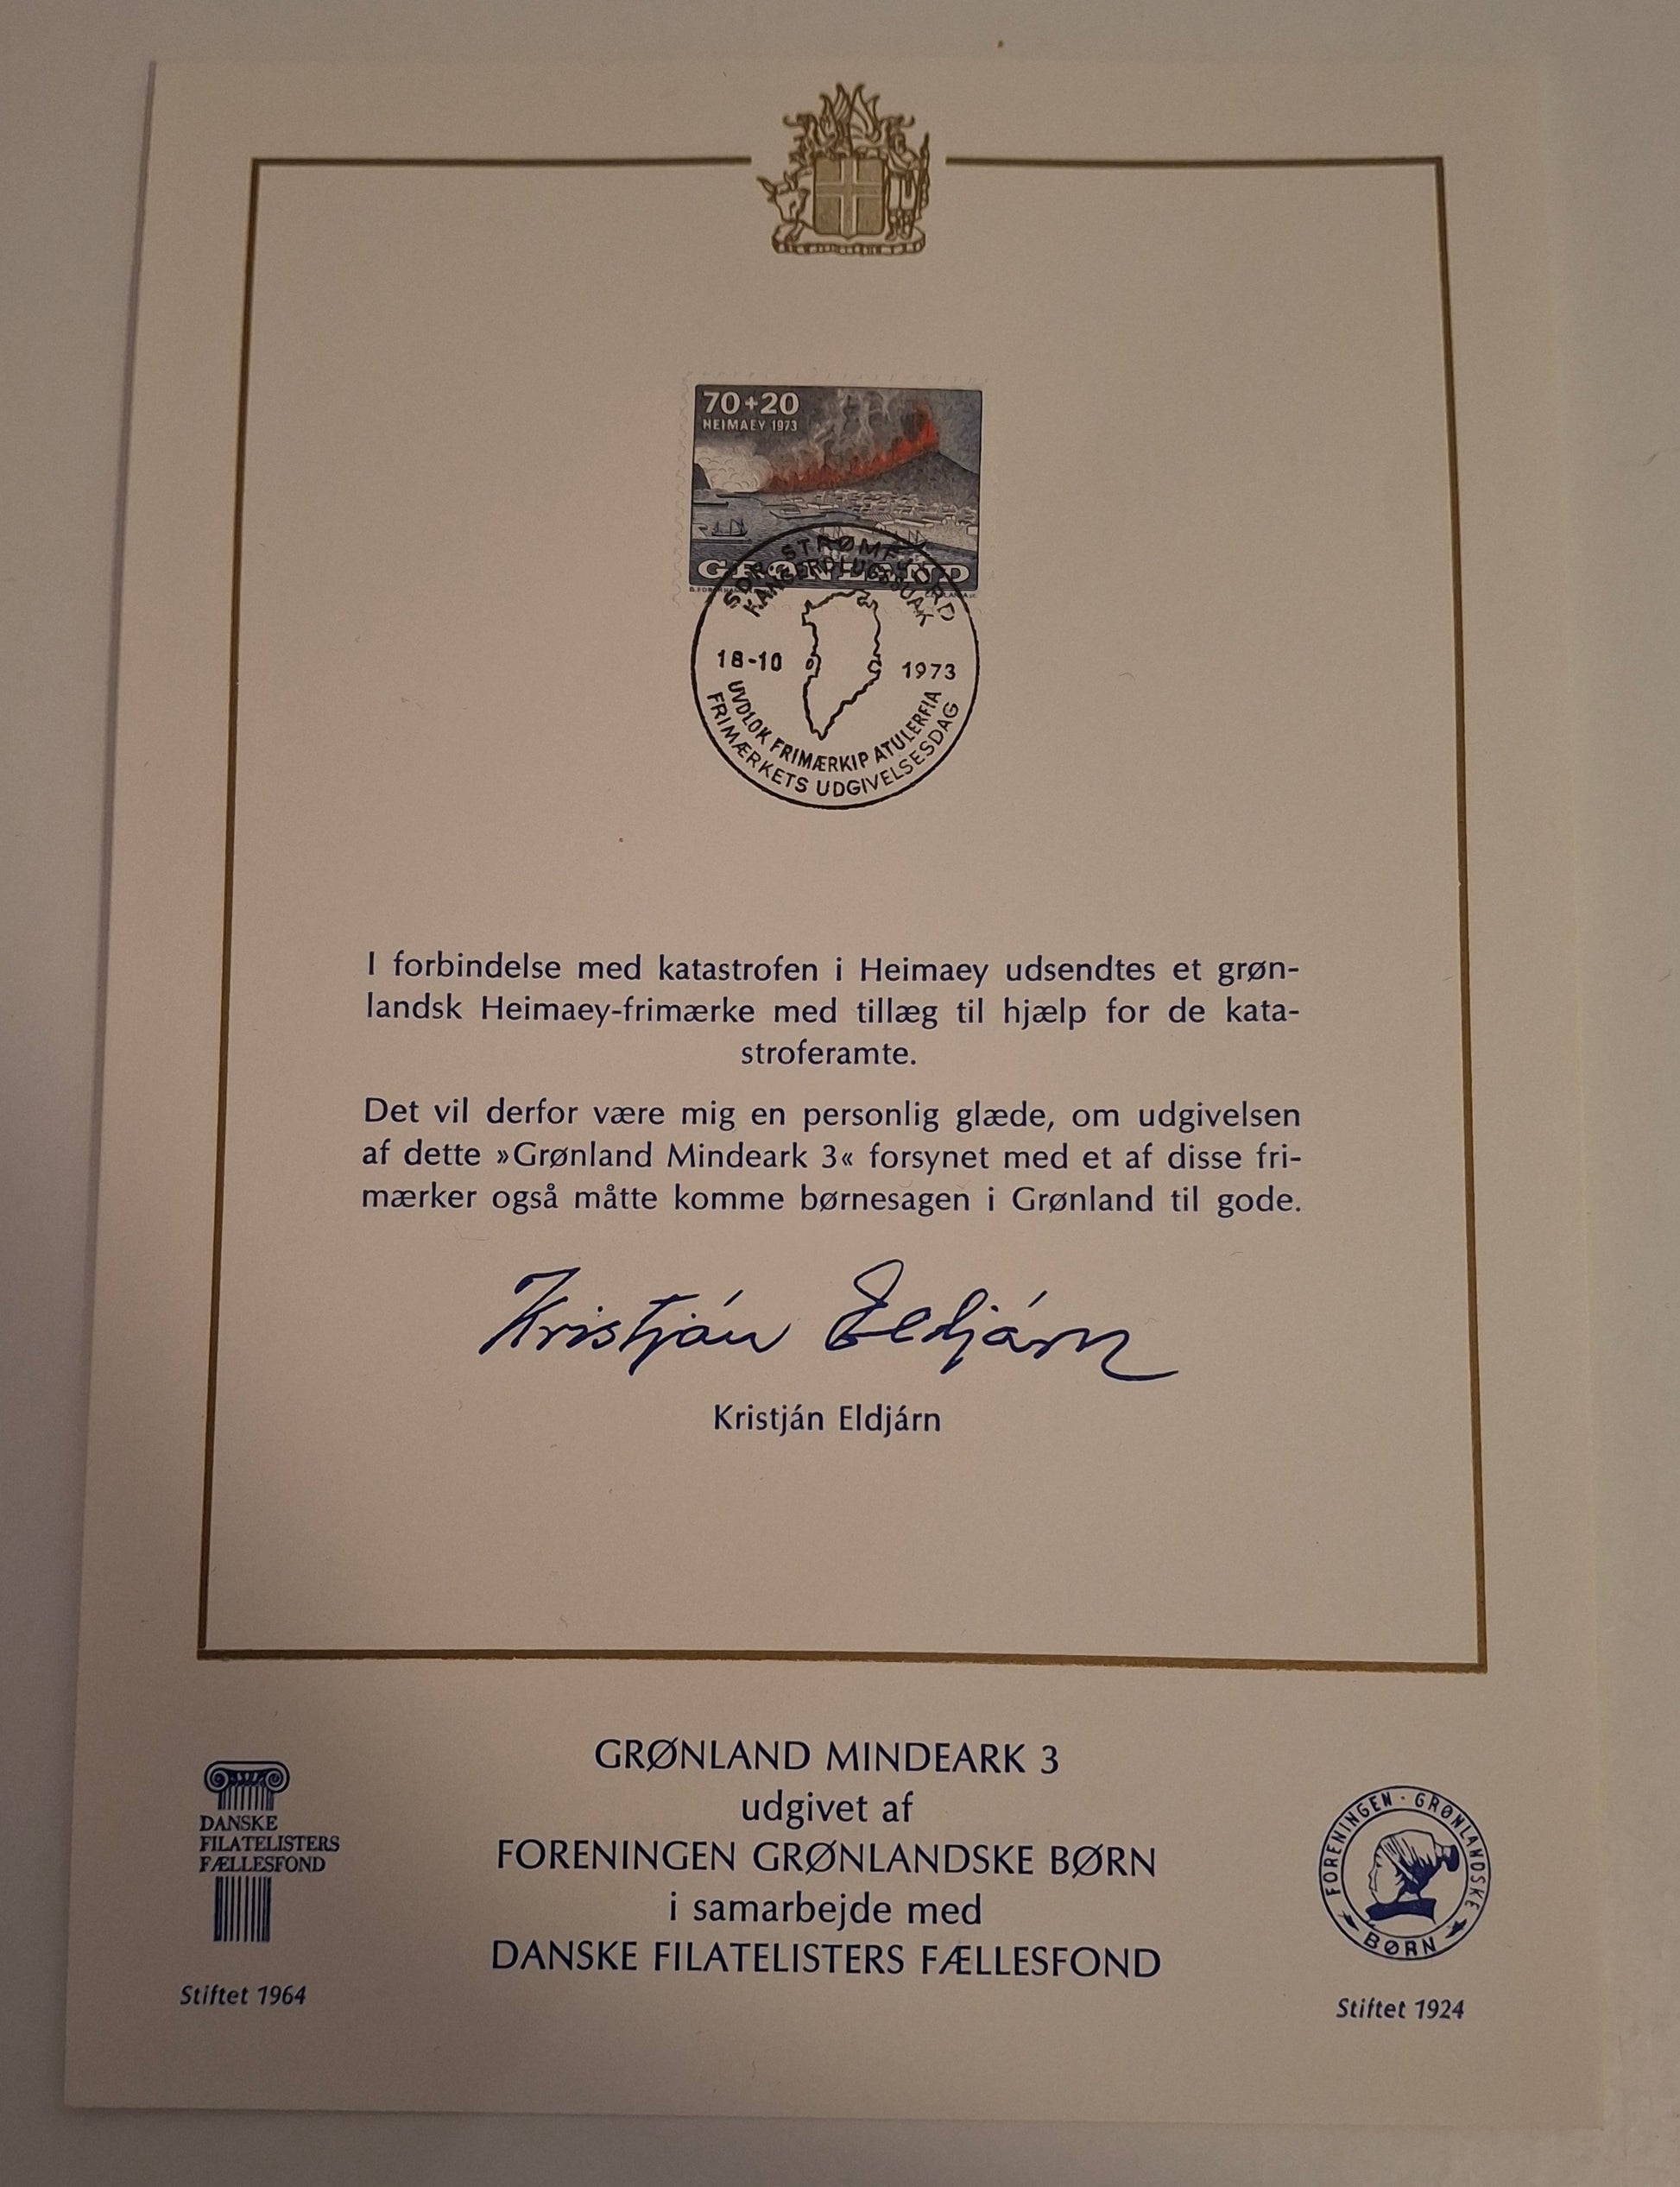 70+20
HEIMAEY 1973
GRØNLAND
SDR. STRØMFJORD
KANGERDLUGSSUAK
18-10 1973
UVDLOK FRIMÆRKIP ATULERFIA
FRIMÆRKETS UDGIVELSESDAG
I forbindelse med katastrofen i Heimaey udsendtes et grøn-
landsk Heimaey-frimærke med tillæg til hjælp for de kata-
stroferamte.
Det vil derfor være mig en personlig glæde, om udgivelsen
af dette »Grønland Mindeark 3« forsynet med et af disse fri-
mærker også måtte komme børnesagen i Grønland til gode.
Kristján Eldjárn
Kristján Eldjárn
GRØNLAND MINDEARK 3
udgivet af
FORENINGEN GRØNLANDSKE BØRN
i samarbejde med
DANSKE FILATELISTERS FÆLLESFOND
DANSKE
FILATELISTERS
FÆLLESFOND
Stiftet 1964
FORENINGEN · GRØNLANDSKE
BØRN
Stiftet 1924